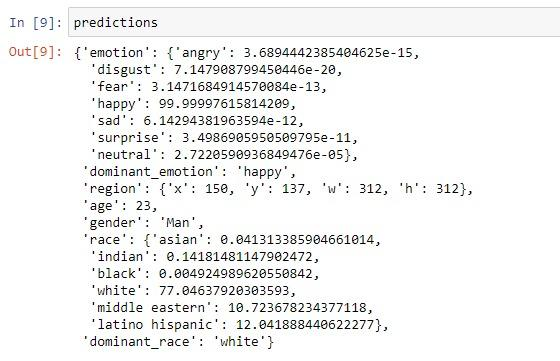 In [9]: predictions
Out[9]: {'emotion': {'angry': 3.6894442385404625e-15,
'disgust': 7.147908799450446e-20,
'fear': 3.1471684914570084e-13,
'happy': 99.99997615814209,
'sad': 6.14294381963594e-12,
'surprise': 3.4986905950509795e-11,
'neutral': 2.7220590936849476e-05},
'dominant_emotion': 'happy',
'region': {'x': 150, 'y': 137, 'w': 312, 'h': 312},
'age': 23,
'gender': 'Man',
'race': {'asian': 0.041313385904661014,
'indian': 0.14181481147902472,
'black': 0.004924989620550842,
'white': 77.04637920303593,
'middle eastern': 10.723678234377118,
'latino hispanic': 12.041888440622277},
'dominant_race': 'white'}